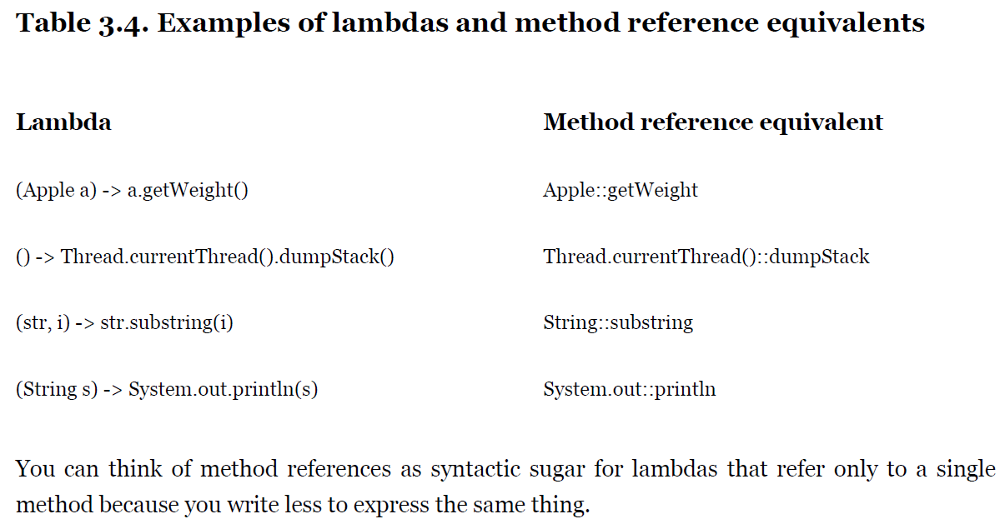 Table 3.4. Examples of lambdas and method reference equivalents
Lambda Method reference equivalent
(Apple a) -> a.getWeight() Apple::getWeight
() -> Thread.currentThread().dumpStack() Thread.currentThread()::dumpStack
(str, i) -> str.substring(i) String::substring
(String s) -> System.out.println(s) System.out::println
You can think of method references as syntactic sugar for lambdas that refer only to a single
method because you write less to express the same thing.